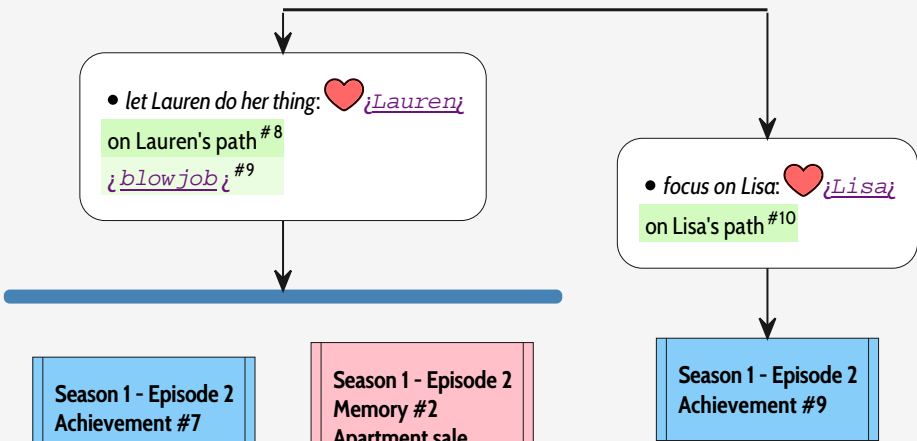 • let Lauren do her thing: ¿Lauren¿
on Lauren's path #8
¿blowjob¿ #9
• focus on Lisa: ¿Lisa¿
on Lisa's path #10
Season 1 - Episode 2
Achievement #7
Season 1 - Episode 2
Memory #2
Apartment sale
Season 1 - Episode 2
Achievement #9